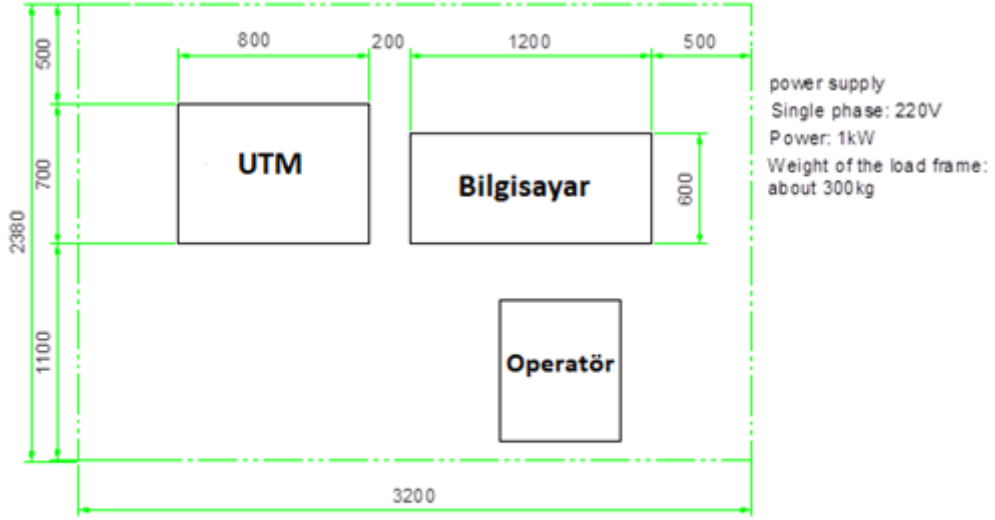 800
200
1200
500
500
700
2380
1100
UTM
Bilgisayar
600
Operatör
3200
power supply
Single phase: 220V
Power: 1kW
Weight of the load frame:
about 300kg